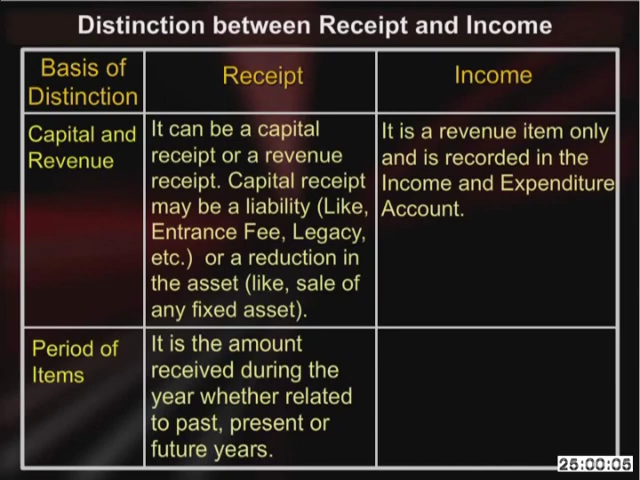 Distinction between Receipt and Income
Basis of
Distinction
Receipt
Income
Capital and
Revenue
It can be a capital
receipt or a revenue
receipt. Capital receipt
may be a liability (Like,
Entrance Fee, Legacy,
etc.) or a reduction in
the asset (like, sale of
any fixed asset).
It is a revenue item only
and is recorded in the
Income and Expenditure
Account.
Period of
Items
It is the amount
received during the
year whether related
to past, present or
future years.
25:00:05